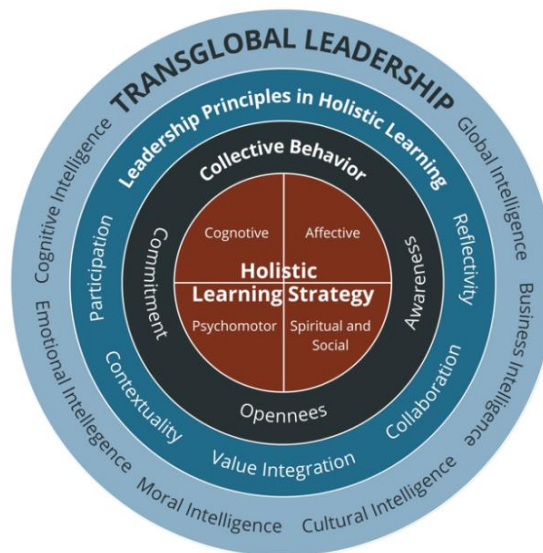 TRANSGLOBAL LEADERSHIP
Cognitive Intelligence
Global Intelligence
Emotional Intellegence
Business Intelligence
Moral Intelligence
Cultural Intelligence
Leadership Principles in Holistic Learning
Participation
Reflectivity
Contextuality
Collaboration
Value Integration
Collective Behavior
Commitment
Awareness
Opennees
Cognotive
Affective
Holistic
Learning Strategy
Psychomotor
Spiritual and
Social